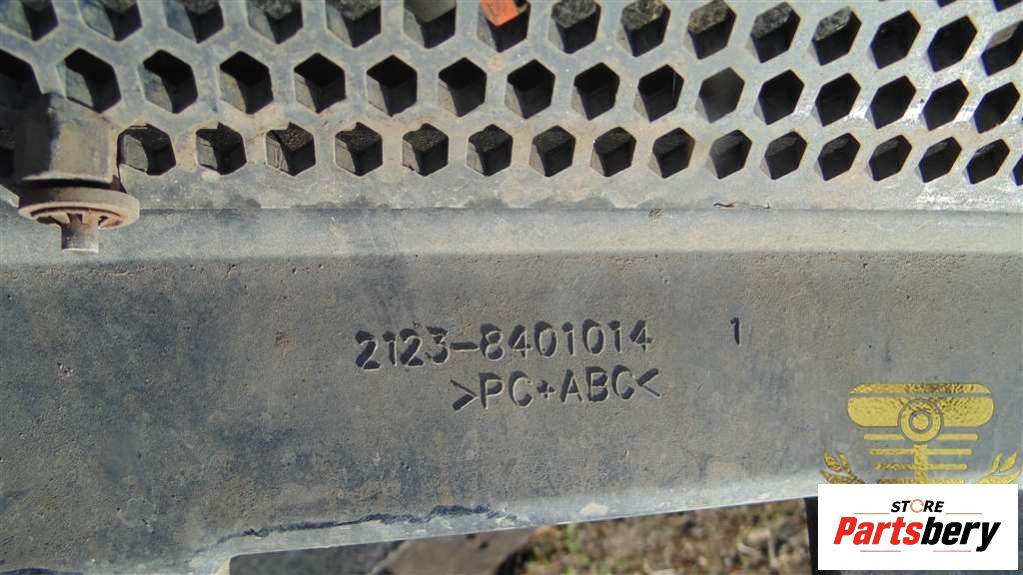 2123-8401014 1
>PC+ABC<
STORE
Partsbery